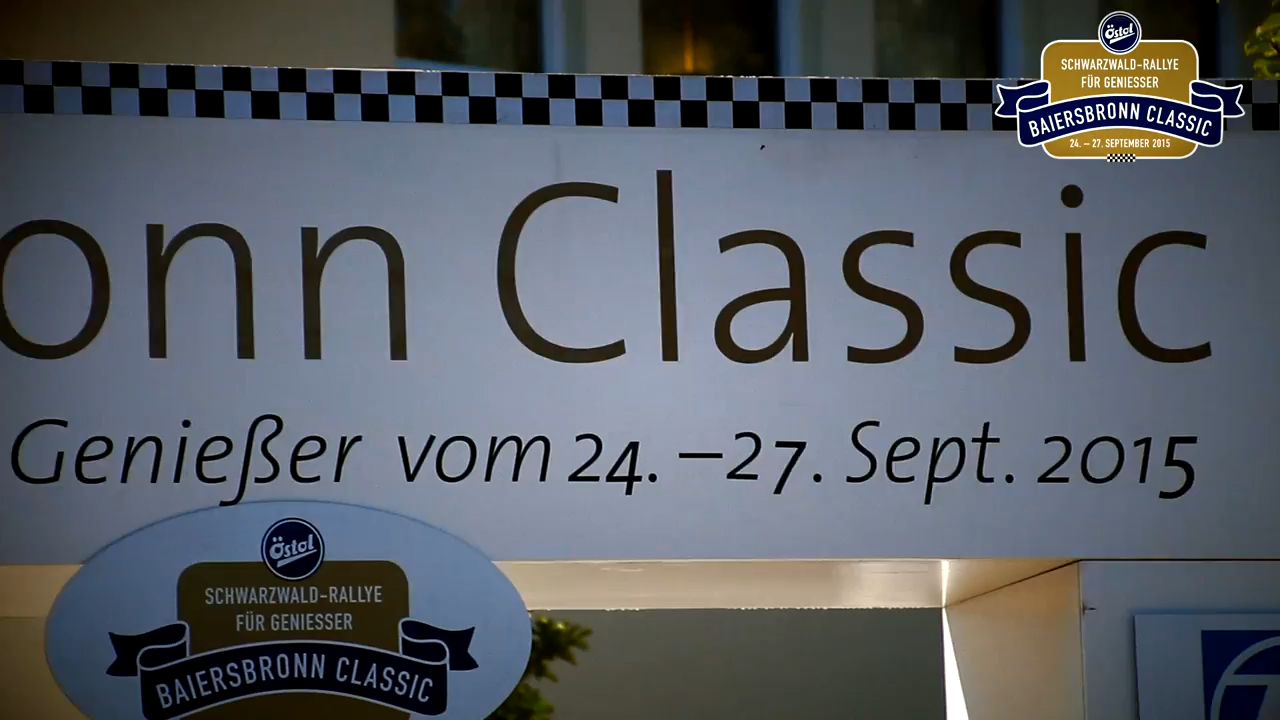 Östol
SCHWARZWALD-RALLYE
FÜR GENIESSER
BAIERSBRONN CLASSIC
24. – 27. SEPTEMBER 2015
onn Classic
Genießer vom 24. – 27. Sept. 2015
Östol
SCHWARZWALD-RALLYE
FÜR GENIESSER
BAIERSBRONN CLASSIC